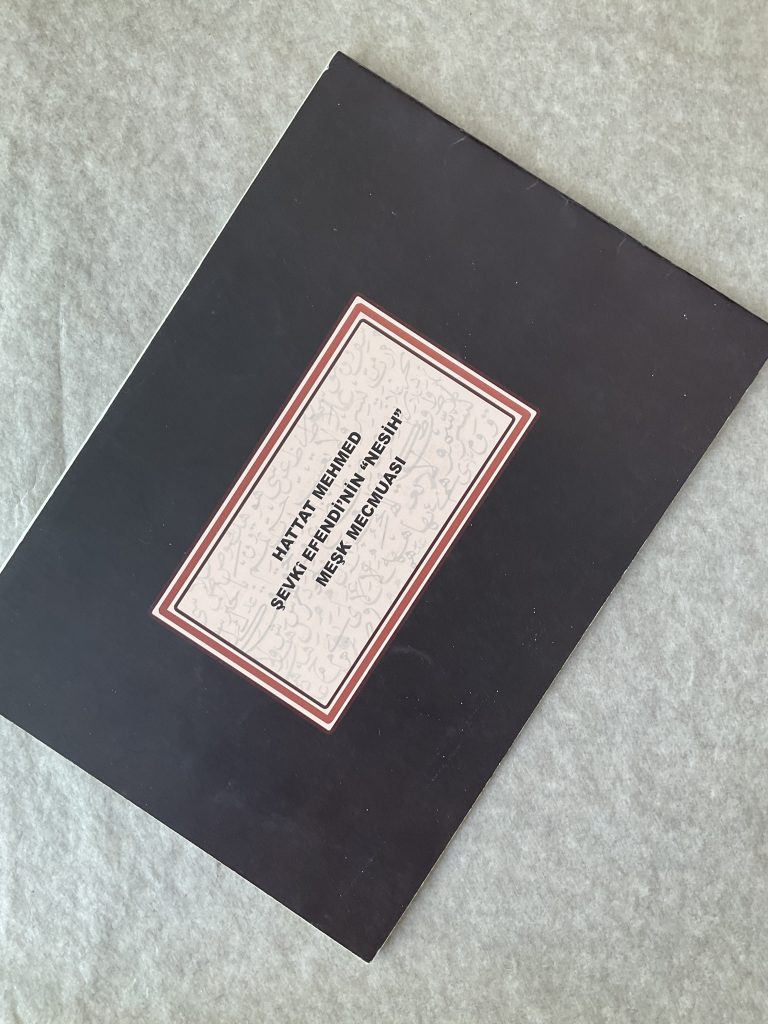 HATTAT MEHMED
ŞEVKİ EFENDİ'NİN "NESİH"
MEŞK MECMUASI